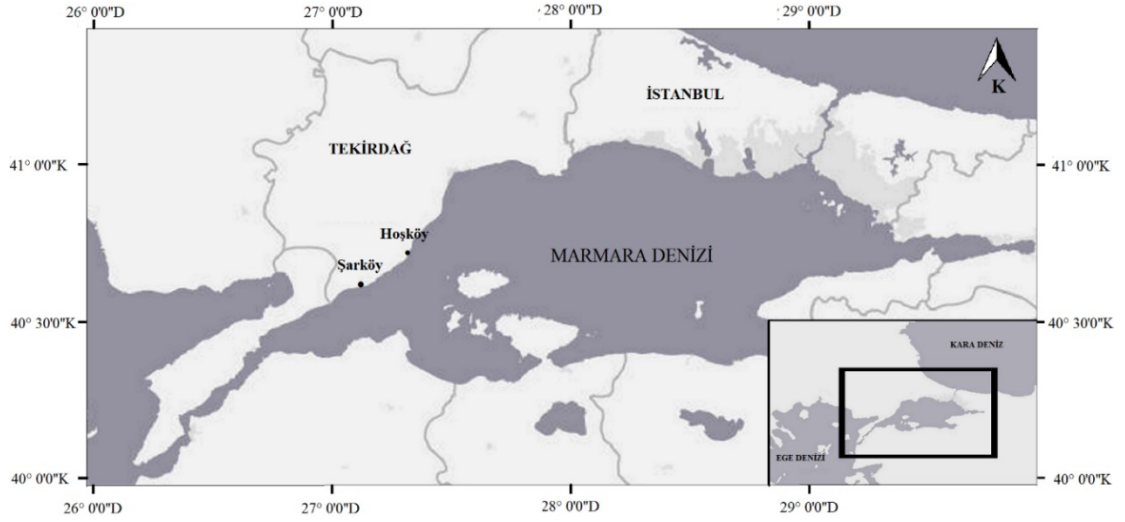 26° 0'0"D
27° 0'0"D
28° 0'0"D
29° 0'0"D
K
İSTANBUL
TEKİRDAĞ
41° 0'0"K
41° 0'0"K
Hoşköy
MARMARA DENİZİ
Şarköy
40° 30'0"K
40° 30'0"K
KARA DENİZ
EGE DENİZİ
40° 0'0"K
40° 0'0"K
26° 0'0"D
27° 0'0"D
28° 0'0"D
29° 0'0"D